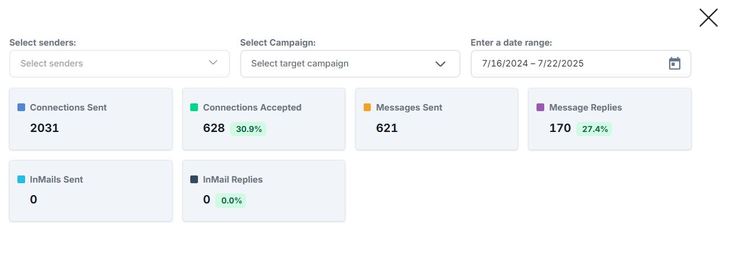 Select senders: Select Campaign: Enter a date range:
Select senders Select target campaign 7/16/2024 – 7/22/2025
Connections Sent Connections Accepted Messages Sent Message Replies
2031 628 30.9% 621 170 27.4%
InMails Sent InMail Replies
0 0 0.0%